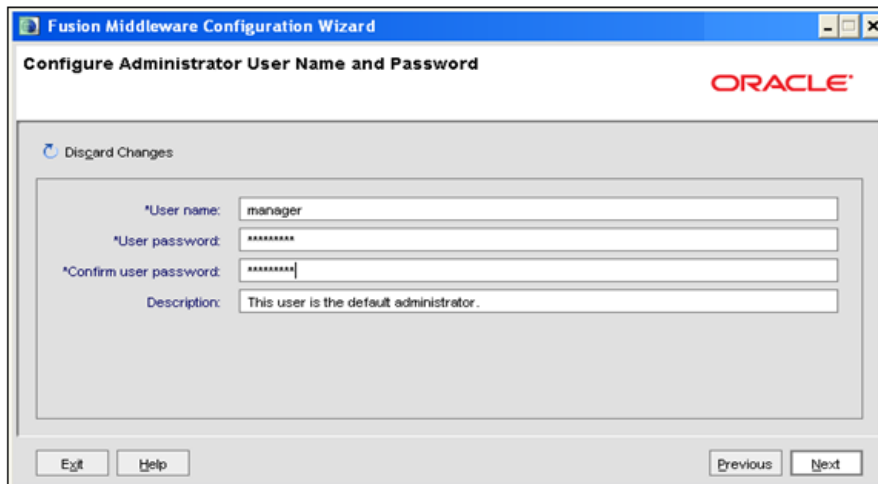 Fusion Middleware Configuration Wizard
Configure Administrator User Name and Password
ORACLE
Discard Changes
*User name: manager
*User password: *********
*Confirm user password: *********
Description: This user is the default administrator.
Exit Help Previous Next